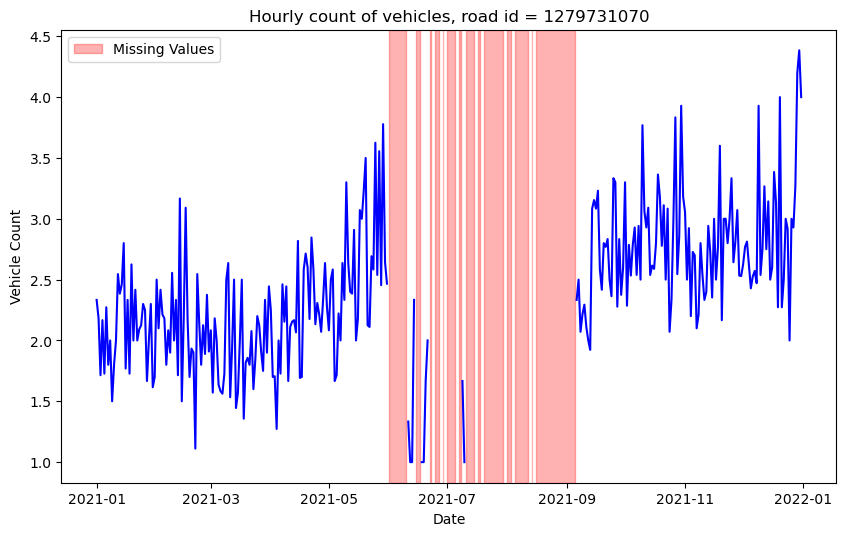 Hourly count of vehicles, road id = 1279731070
Missing Values
Vehicle Count
4.5
4.0
3.5
3.0
2.5
2.0
1.5
1.0
2021-01 2021-03 2021-05 2021-07 2021-09 2021-11 2022-01
Date